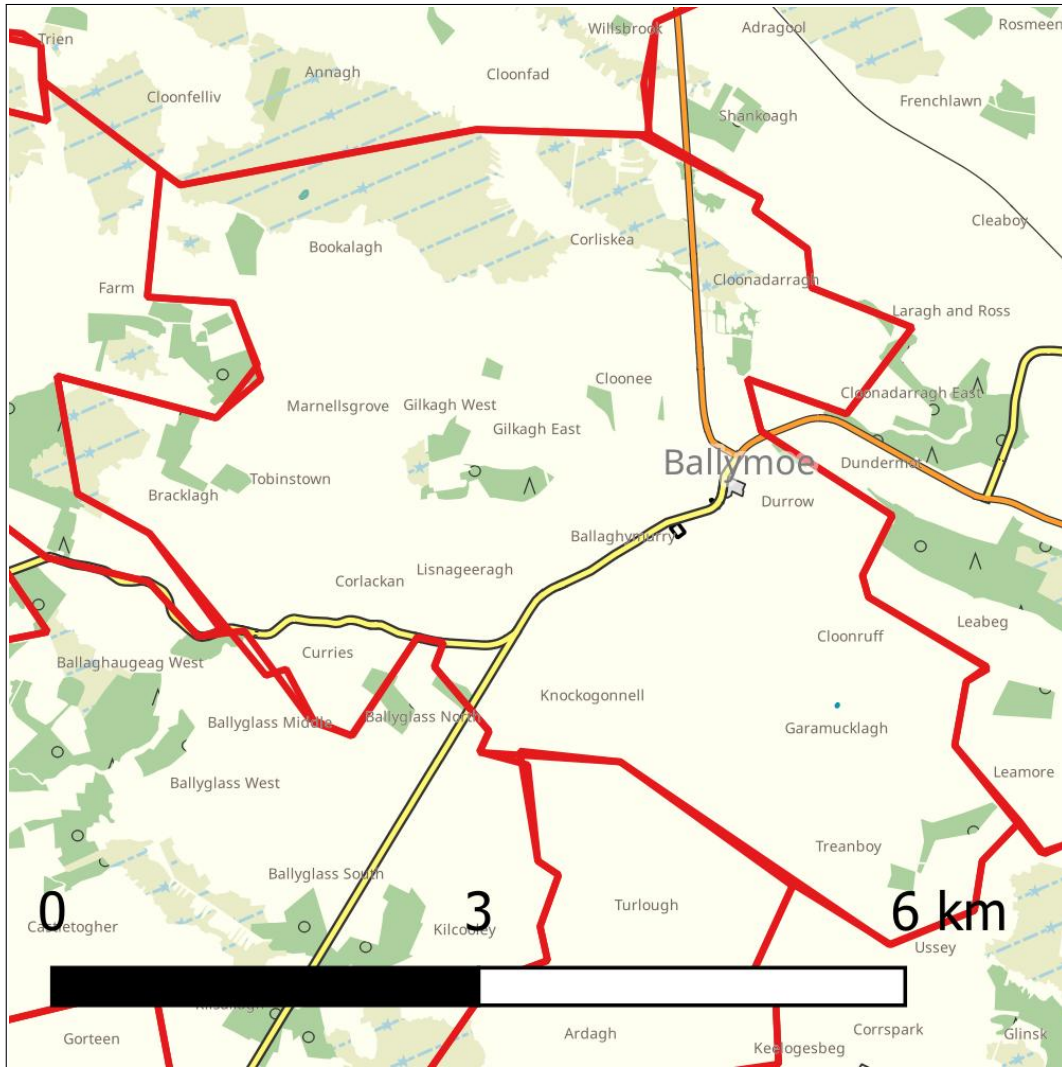 Willsbrook
Adragool
Rosmeen
Trien
Annagh
Cloonfad
Cloonfelliv
Frenchlawn
Shankoagh
Cleaboy
Bookalagh
Corliskea
Cloonadarragh
Farm
Laragh and Ross
Cloonee
Cloonadarragh East
Marnellsgrove
Gilkagh West
Gilkagh East
Ballymoe
Dundermot
Tobinstown
Bracklagh
Durrow
Ballaghymurry
Lisnageeragh
Corlackan
Leabeg
Cloonruff
Curries
Ballaghaugeag West
Knockogonnell
Ballyglass North
Ballyglass Middle
Garamucklagh
Leamore
Ballyglass West
Treanboy
Ballyglass South
Turlough
0
3
6 km
Castletogher
Kilcooley
Ussey
Corrspark
Ardagh
Glinsk
Gorteen
Keelogesbeg